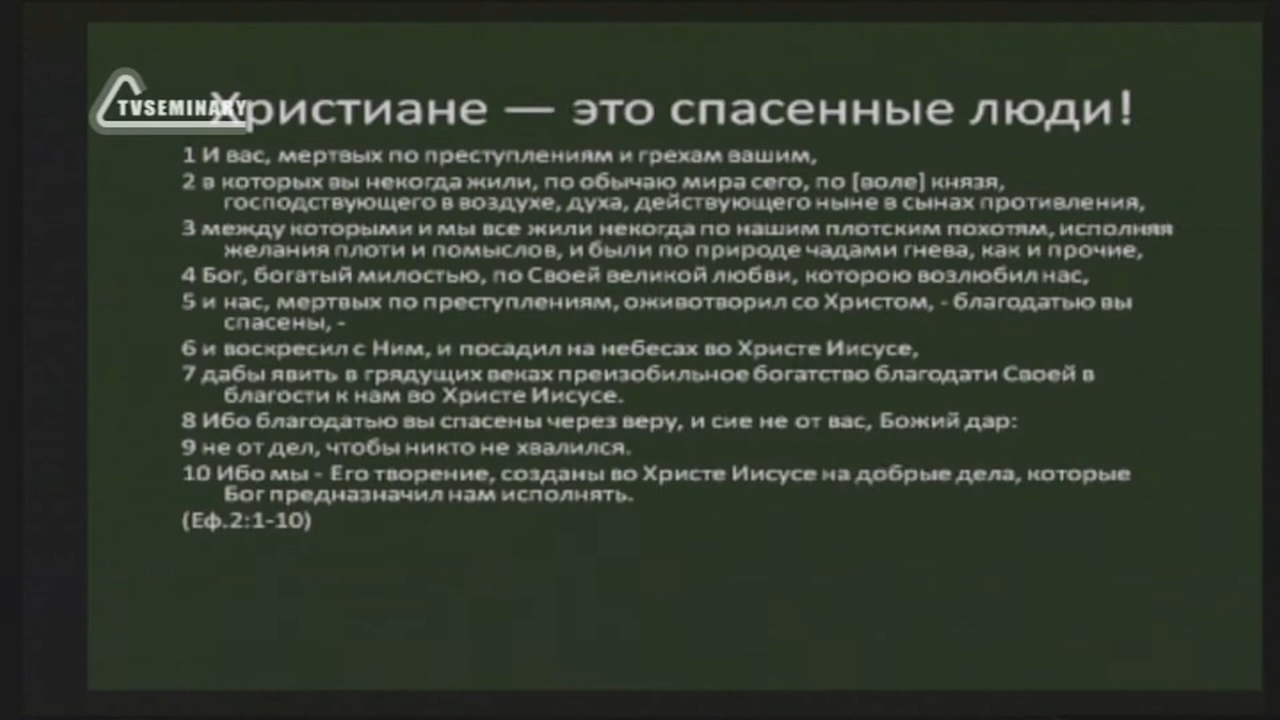 TVSEMINARY
Христиане — это спасенные люди!
1 И вас, мертвых по преступлениям и грехам вашим,
2 в которых вы некогда жили, по обычаю мира сего, по [воле] князя,
господствующего в воздухе, духа, действующего ныне в сынах противления,
3 между которыми и мы все жили некогда по нашим плотским похотям, исполняя
желания плоти и помыслов, и были по природе чадами гнева, как и прочие,
4 Бог, богатый милостью, по Своей великой любви, которою возлюбил нас,
5 и нас, мертвых по преступлениям, оживотворил со Христом, - благодатью вы
спасены, -
6 и воскресил с Ним, и посадил на небесах во Христе Иисусе,
7 дабы явить в грядущих веках преизобильное богатство благодати Своей в
благости к нам во Христе Иисусе.
8 Ибо благодатью вы спасены через веру, и сие не от вас, Божий дар:
9 не от дел, чтобы никто не хвалился.
10 Ибо мы - Его творение, созданы во Христе Иисусе на добрые дела, которые
Бог предназначил нам исполнять.
(Еф.2:1-10)